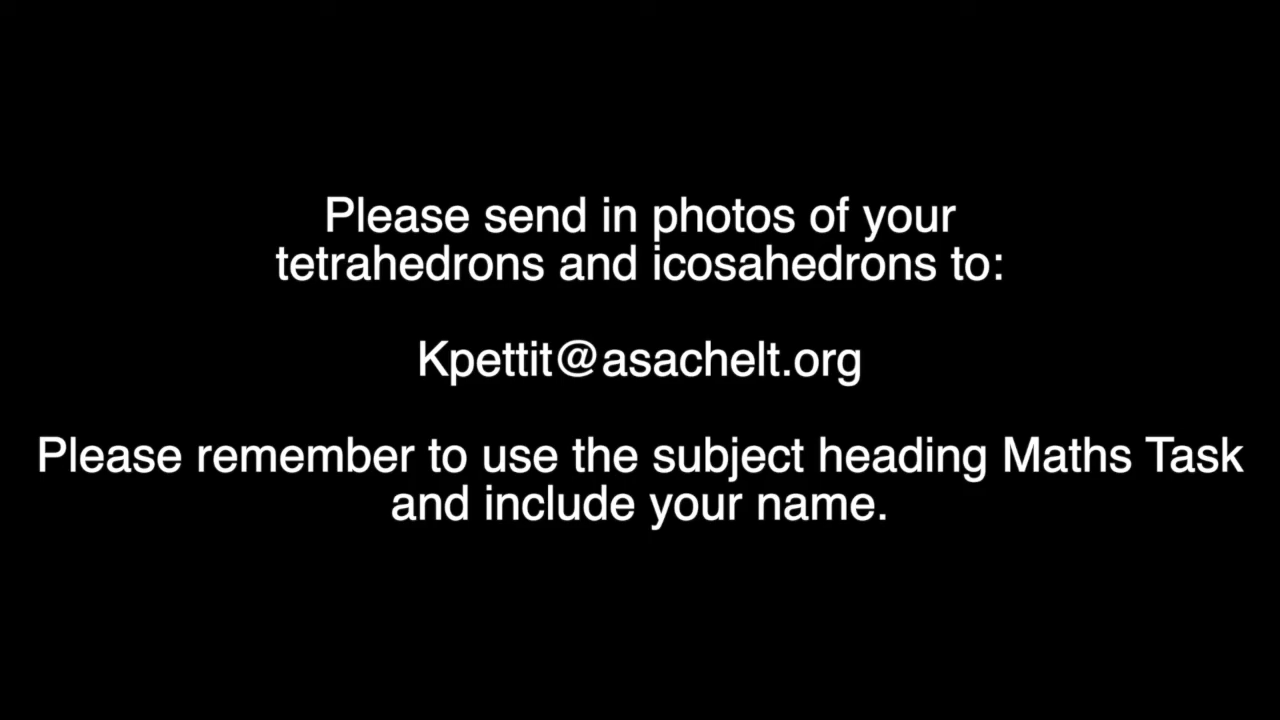 Please send in photos of your
tetrahedrons and icosahedrons to:
Kpettit@asachelt.org
Please remember to use the subject heading Maths Task
and include your name.